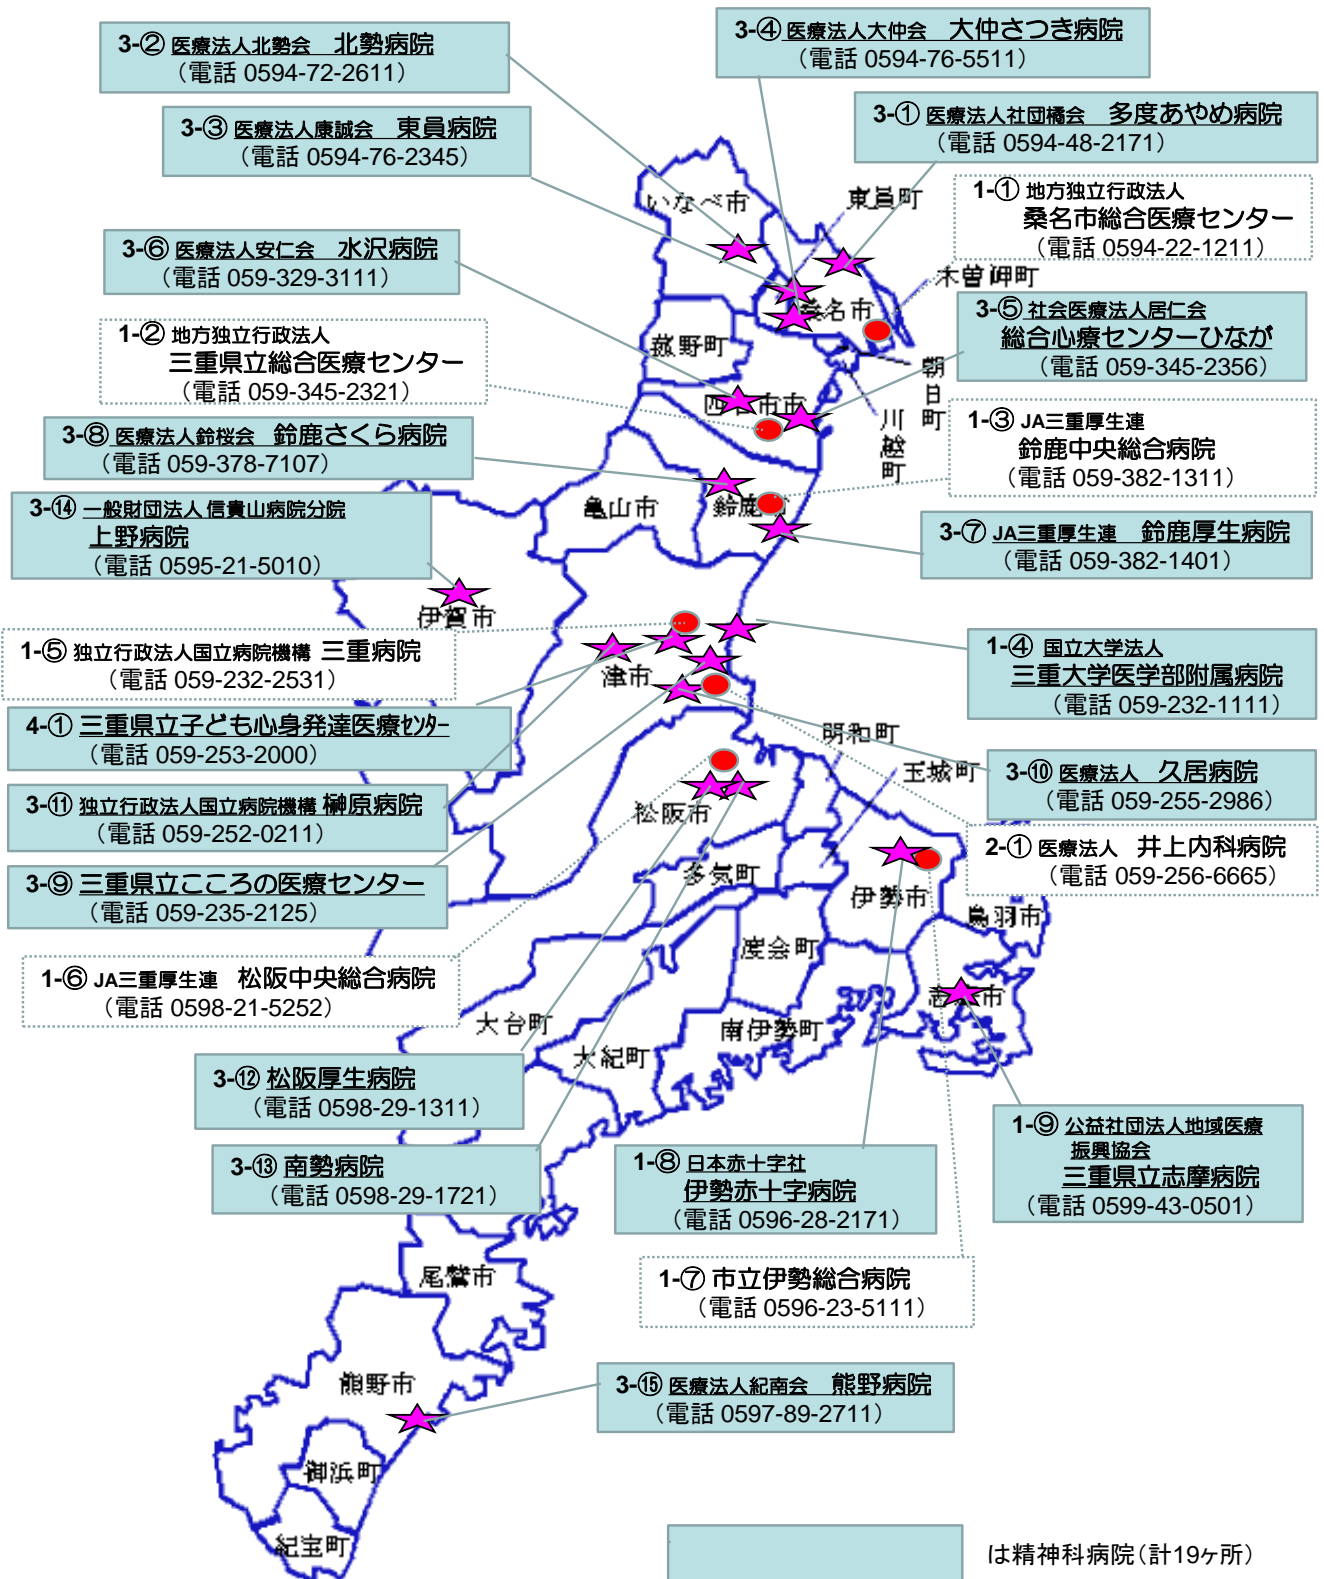 3-② 医療法人北勢会　北勢病院
（電話 0594-72-2611）
3-④ 医療法人大仲会　大仲さつき病院
（電話 0594-76-5511）
3-③ 医療法人康誠会　東員病院
（電話 0594-76-2345）
3-① 医療法人社団橘会　多度あやめ病院
（電話 0594-48-2171）
いなべ市
東員町
1-① 地方独立行政法人
桑名市総合医療センター
（電話 0594-22-1211）
3-⑥ 医療法人安仁会　水沢病院
（電話 059-329-3111）
木曽岬町
桑名市
3-⑤ 社会医療法人居仁会
総合心療センターひなが
（電話 059-345-2356）
1-② 地方独立行政法人
三重県立総合医療センター
（電話 059-345-2321）
菰野町
朝日町
四日市市
川越町
1-③ JA三重厚生連
鈴鹿中央総合病院
（電話 059-382-1311）
3-⑧ 医療法人鈴桜会　鈴鹿さくら病院
（電話 059-378-7107）
亀山市
鈴鹿市
3-⑭ 一般財団法人信貴山病院分院
上野病院
（電話 0595-21-5010）
3-⑦ JA三重厚生連　鈴鹿厚生病院
（電話 059-382-1401）
伊賀市
1-⑤ 独立行政法人国立病院機構 三重病院
（電話 059-232-2531）
津市
1-④ 国立大学法人
三重大学医学部附属病院
（電話 059-232-1111）
4-① 三重県立子ども心身発達医療センター
（電話 059-253-2000）
明和町
玉城町
3-⑩ 医療法人　久居病院
（電話 059-255-2986）
3-⑪ 独立行政法人国立病院機構 榊原病院
（電話 059-252-0211）
松阪市
2-① 医療法人　井上内科病院
（電話 059-256-6665）
3-⑨ 三重県立こころの医療センター
（電話 059-235-2125）
多気町
伊勢市
鳥羽市
度会町
1-⑥ JA三重厚生連　松阪中央総合病院
（電話 0598-21-5252）
志摩市
大台町
南伊勢町
大紀町
3-⑫ 松阪厚生病院
（電話 0598-29-1311）
1-⑨ 公益社団法人地域医療
振興協会
三重県立志摩病院
（電話 0599-43-0501）
3-⑬ 南勢病院
（電話 0598-29-1721）
1-⑧ 日本赤十字社
伊勢赤十字病院
（電話 0596-28-2171）
尾鷲市
1-⑦ 市立伊勢総合病院
（電話 0596-23-5111）
熊野市
3-⑮ 医療法人紀南会　熊野病院
（電話 0597-89-2711）
御浜町
紀宝町
は精神科病院（計19ヶ所）